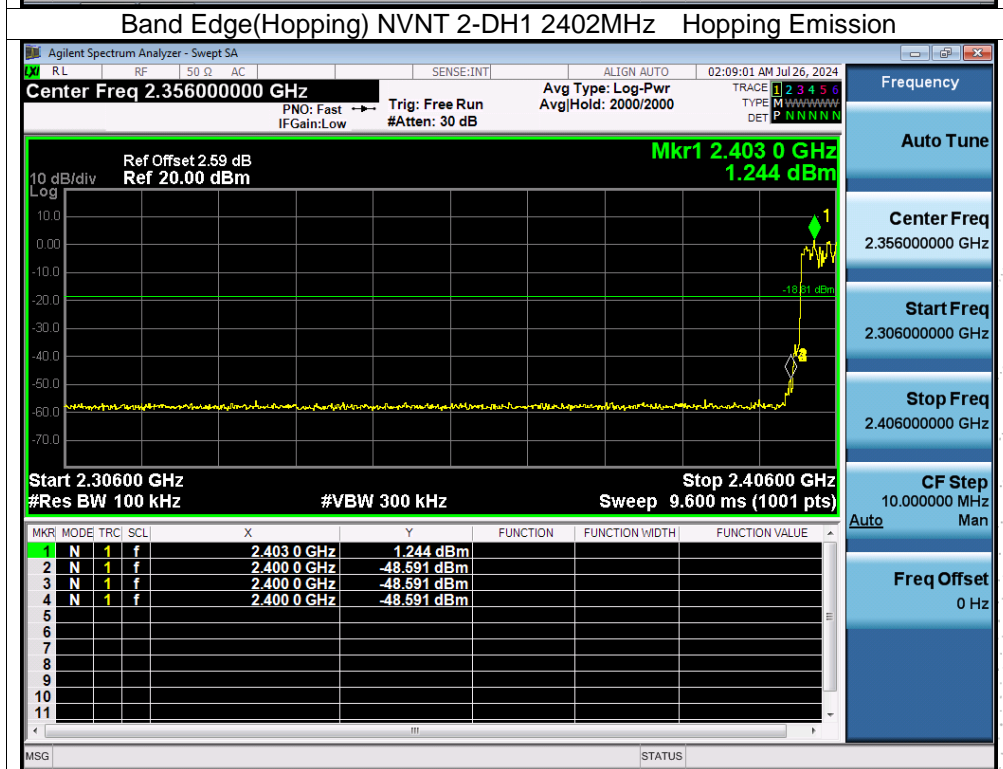 Band Edge(Hopping) NVNT 2-DH1 2402MHz Hopping Emission
Agilent Spectrum Analyzer - Swept SA
LXI RL RF 50 Ω AC SENSE:INT ALIGN AUTO 02:09:01 AM Jul 26, 2024
Center Freq 2.356000000 GHz
PNO: Fast
IFGain:Low
Trig: Free Run
#Atten: 30 dB
Avg Type: Log-Pwr
Avg|Hold: 2000/2000
TRACE 1 2 3 4 5 6
TYPE M WWWWW
DET P N N N N N
Mkr1 2.403 0 GHz
1.244 dBm
Ref Offset 2.59 dB
Ref 20.00 dBm
10 dB/div
Log
10.0
0.00
-10.0
-20.0
-30.0
-40.0
-50.0
-60.0
-70.0
1
-18.81 dBm
Start 2.30600 GHz
Stop 2.40600 GHz
#Res BW 100 kHz
#VBW 300 kHz
Sweep 9.600 ms (1001 pts)
MKR MODE TRC SCL X Y FUNCTION FUNCTION WIDTH FUNCTION VALUE
1 N 1 f 2.403 0 GHz 1.244 dBm
2 N 1 f 2.400 0 GHz -48.591 dBm
3 N 1 f 2.400 0 GHz -48.591 dBm
4 N 1 f 2.400 0 GHz -48.591 dBm
5
6
7
8
9
10
11
MSG
STATUS
Frequency
Auto Tune
Center Freq
2.356000000 GHz
Start Freq
2.306000000 GHz
Stop Freq
2.406000000 GHz
CF Step
10.000000 MHz
Auto Man
Freq Offset
0 Hz